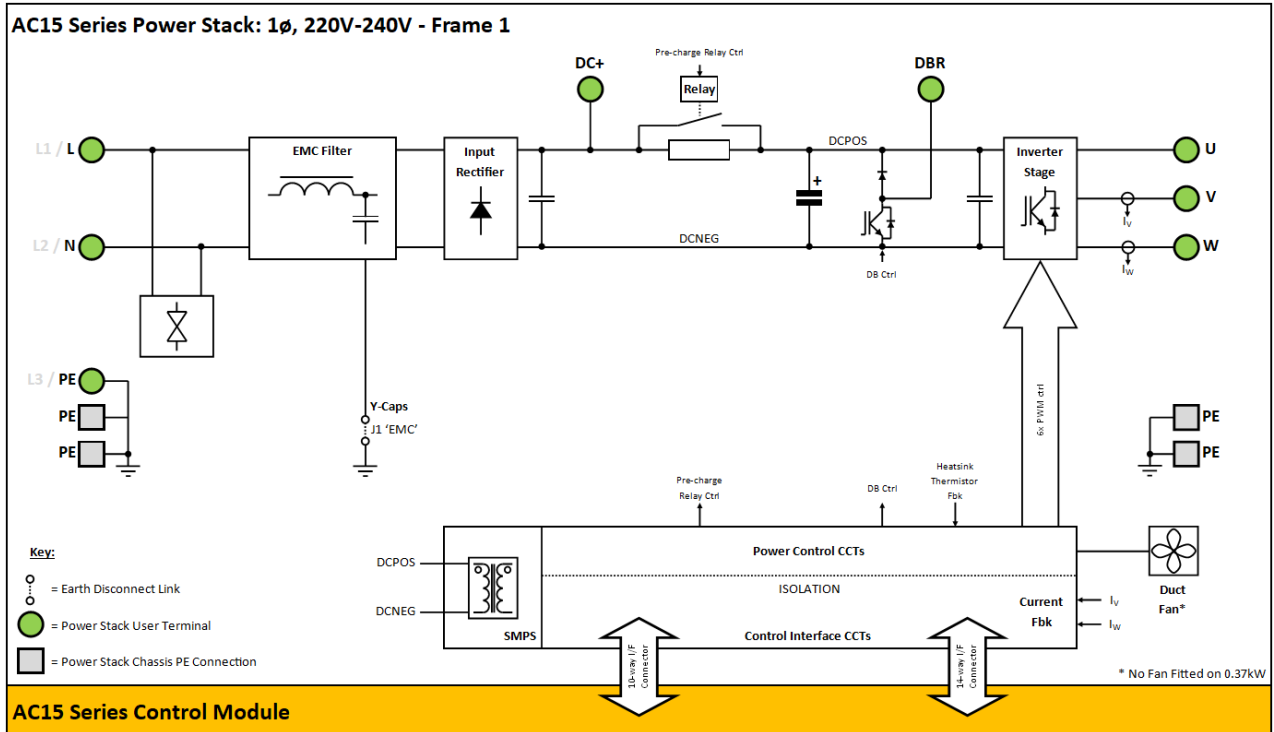 AC15 Series Power Stack: 1ø, 220V-240V - Frame 1
Pre-charge Relay Ctrl
DC+
DBR
Relay
L1 / L
EMC Filter
Input
Rectifier
DCPOS
Inverter
Stage
U
+
V
IV
L2 / N
DCNEG
W
IW
DB Ctrl
L3 / PE
PE
PE
Y-Caps
J1 ‘EMC’
6x PWM ctrl
PE
PE
Pre-charge
Relay Ctrl
DB Ctrl
Heatsink
Thermistor
Fbk
Key:
= Earth Disconnect Link
= Power Stack User Terminal
= Power Stack Chassis PE Connection
DCPOS
DCNEG
SMPS
Power Control CCTs
ISOLATION
Control Interface CCTs
Current
Fbk
IV
IW
Duct
Fan*
10-way I/F
Connector
14-way I/F
Connector
* No Fan Fitted on 0.37kW
AC15 Series Control Module